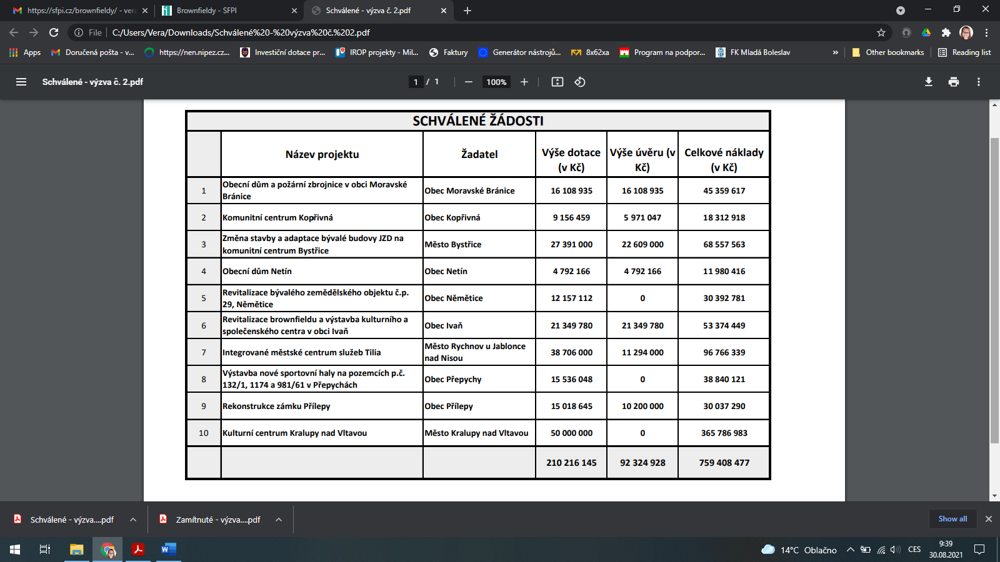 https://sfpi.cz/brownfieldy/ - vera
Brownfieldy - SFPI
Schválené - výzva č. 2.pdf
File
C:/Users/Vera/Downloads/Schválené%20-%20výzva%20č.%202.pdf
Apps
Doručená pošta - v...
https://nen.nipez.cz...
Investiční dotace pr...
IROP projekty - Mil...
Faktury
Generátor nástrojů...
8x62xa
Program na podpor...
FK Mladá Boleslav
»
Other bookmarks
Reading list
Schválené - výzva č. 2.pdf
1 / 1
100%
SCHVÁLENÉ ŽÁDOSTI
Název projektu
Žadatel
Výše dotace
(v Kč)
Výše úvěru (v
Kč)
Celkové náklady
(v Kč)
1
Obecní dům a požární zbrojnice v obci Moravské
Bránice
Obec Moravské Bránice
16 108 935
16 108 935
45 359 617
2
Komunitní centrum Kopřivná
Obec Kopřivná
9 156 459
5 971 047
18 312 918
3
Změna stavby a adaptace bývalé budovy JZD na
komunitní centrum Bystřice
Město Bystřice
27 391 000
22 609 000
68 557 563
4
Obecní dům Netín
Obec Netín
4 792 166
4 792 166
11 980 416
5
Revitalizace bývalého zemědělského objektu č.p.
29, Němětice
Obec Němětice
12 157 112
0
30 392 781
6
Revitalizace brownfieldu a výstavba kulturního a
společenského centra v obci Ivaň
Obec Ivaň
21 349 780
21 349 780
53 374 449
7
Integrované městské centrum služeb Tilia
Město Rychnov u Jablonce
nad Nisou
38 706 000
11 294 000
96 766 339
8
Výstavba nové sportovní haly na pozemcích p.č.
132/1, 1174 a 981/61 v Přepychách
Obec Přepychy
15 536 048
0
38 840 121
9
Rekonstrukce zámku Přílepy
Obec Přílepy
15 018 645
10 200 000
30 037 290
10
Kulturní centrum Kralupy nad Vltavou
Město Kralupy nad Vltavou
50 000 000
0
365 786 983
210 216 145
92 324 928
759 408 477
Schválené - výzva....pdf
Zamítnuté - výzva....pdf
Show all
14°C Oblačno
CES
9:39
30.08.2021